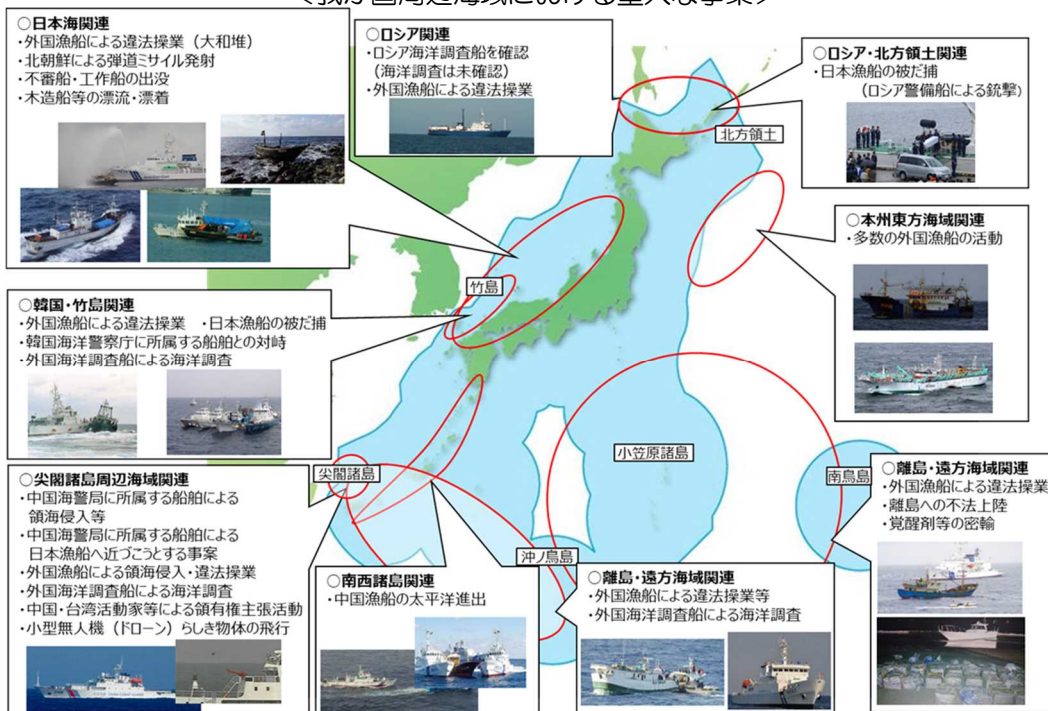 ＜我が国周辺海域における重大な事案＞
○日本海関連
・外国漁船による違法操業（大和堆）
・北朝鮮による弾道ミサイル発射
・不審船・工作船の出没
・木造船等の漂流・漂着
○ロシア関連
・ロシア海洋調査船を確認
（海洋調査は未確認）
・外国漁船による違法操業
○ロシア・北方領土関連
・日本漁船の被だ捕
（ロシア警備船による銃撃）
北方領土
○本州東方海域関連
・多数の外国漁船の活動
竹島
○韓国・竹島関連
・外国漁船による違法操業　・日本漁船の被だ捕
・韓国海洋警察庁に所属する船舶との対峙
・外国海洋調査船による海洋調査
小笠原諸島
尖閣諸島
南鳥島
沖ノ鳥島
○尖閣諸島周辺海域関連
・中国海警局に所属する船舶による
領海侵入等
・中国海警局に所属する船舶による
日本漁船へ近づこうとする事案
・外国漁船による領海侵入・違法操業
・外国海洋調査船による海洋調査
・中国・台湾活動家等による領有権主張活動
・小型無人機（ドローン）らしき物体の飛行
○南西諸島関連
・中国漁船の太平洋進出
○離島・遠方海域関連
・外国漁船による違法操業等
・外国海洋調査船による海洋調査
○離島・遠方海域関連
・外国漁船による違法操業
・離島への不法上陸
・覚醒剤等の密輸